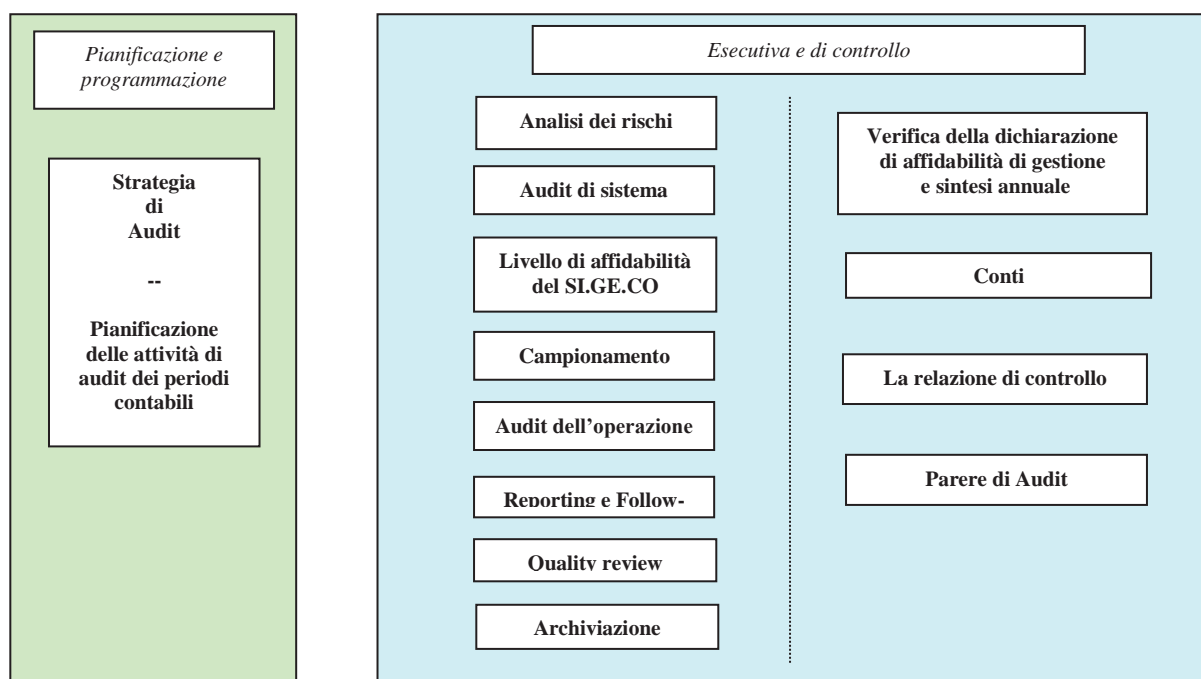 Pianificazione e
programmazione
Strategia
di
Audit
--
Pianificazione
delle attività di
audit dei periodi
contabili
Esecutiva e di controllo
Analisi dei rischi
Audit di sistema
Livello di affidabilità
del SI.GE.CO
Campionamento
Audit dell’operazione
Reporting e Follow-
Quality review
Archiviazione
Verifica della dichiarazione
di affidabilità di gestione
e sintesi annuale
Conti
La relazione di controllo
Parere di Audit